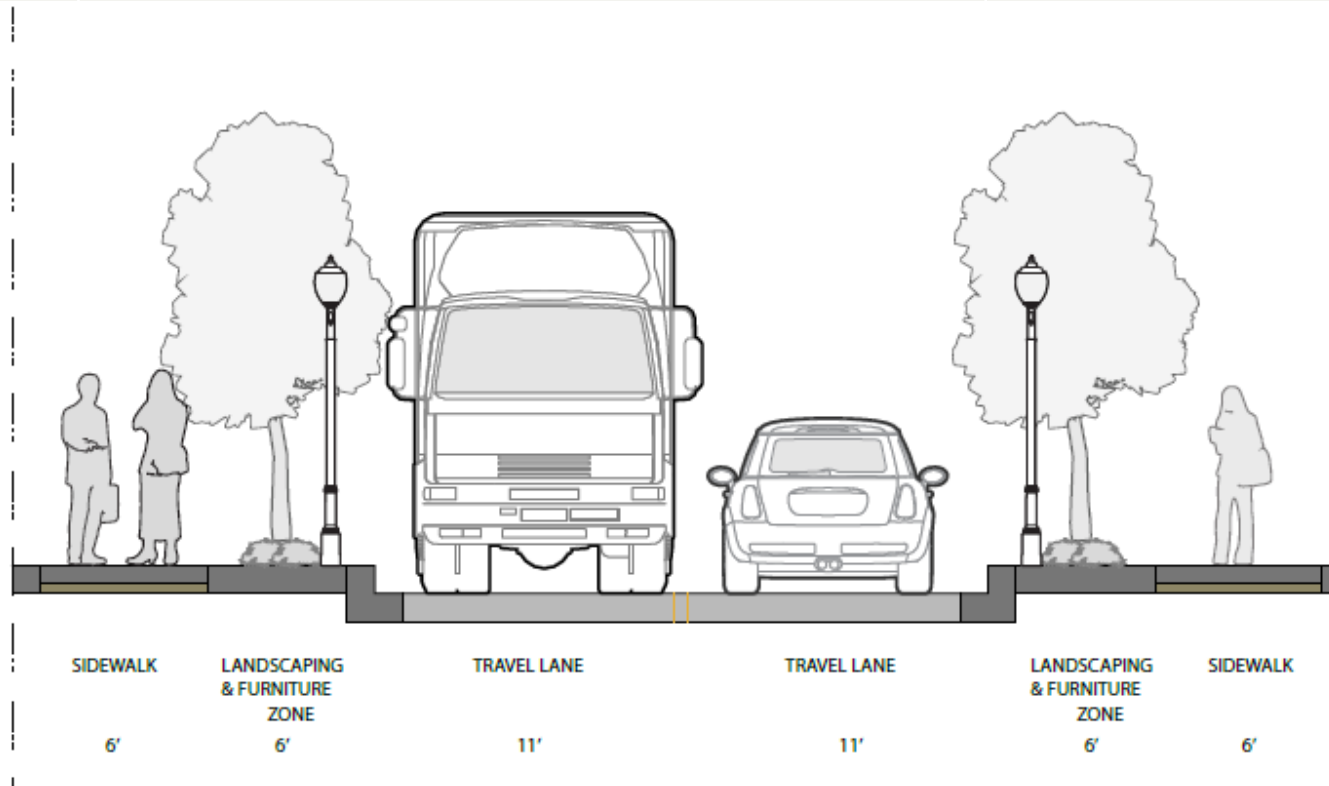 SIDEWALK
LANDSCAPING
& FURNITURE
ZONE
TRAVEL LANE
TRAVEL LANE
LANDSCAPING
& FURNITURE
ZONE
SIDEWALK
6’
6’
11’
11’
6’
6’